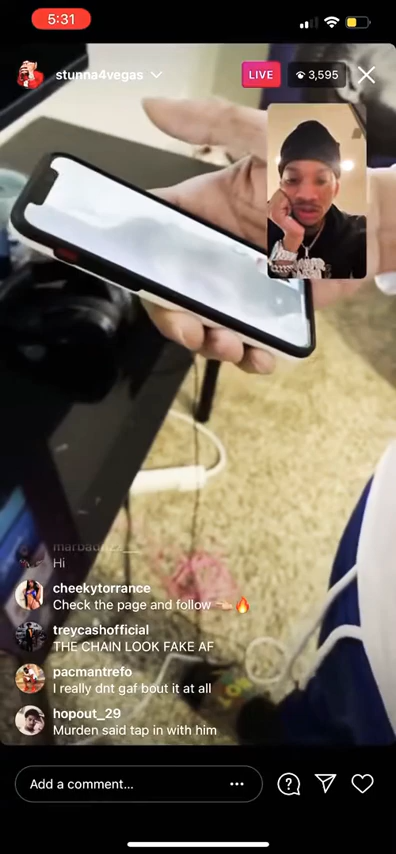 5:31
stunna4vegas
LIVE
3,595
Hi
cheekytorrance
Check the page and follow
treycashofficial
THE CHAIN LOOK FAKE AF
pacmantrefo
I really dnt gaf bout it at all
hopout_29
Murden said tap in with him
Add a comment...